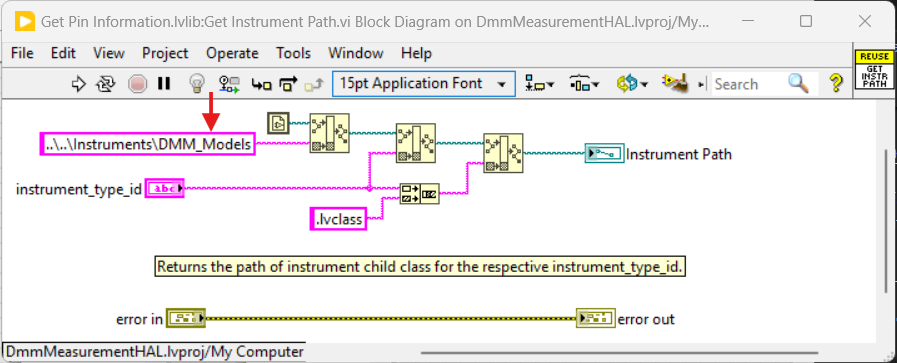 Get Pin Information.lvlib:Get Instrument Path.vi Block Diagram on DmmMeasurementHAL.lvproj/My...
File Edit View Project Operate Tools Window Help
15pt Application Font
Search
?
REUSE
GET
INSTR
PATH
..\..\Instruments\DMM_Models
Instrument Path
instrument_type_id
abc
.lvclass
Returns the path of instrument child class for the respective instrument_type_id.
error in
error out
DmmMeasurementHAL.lvproj/My Computer